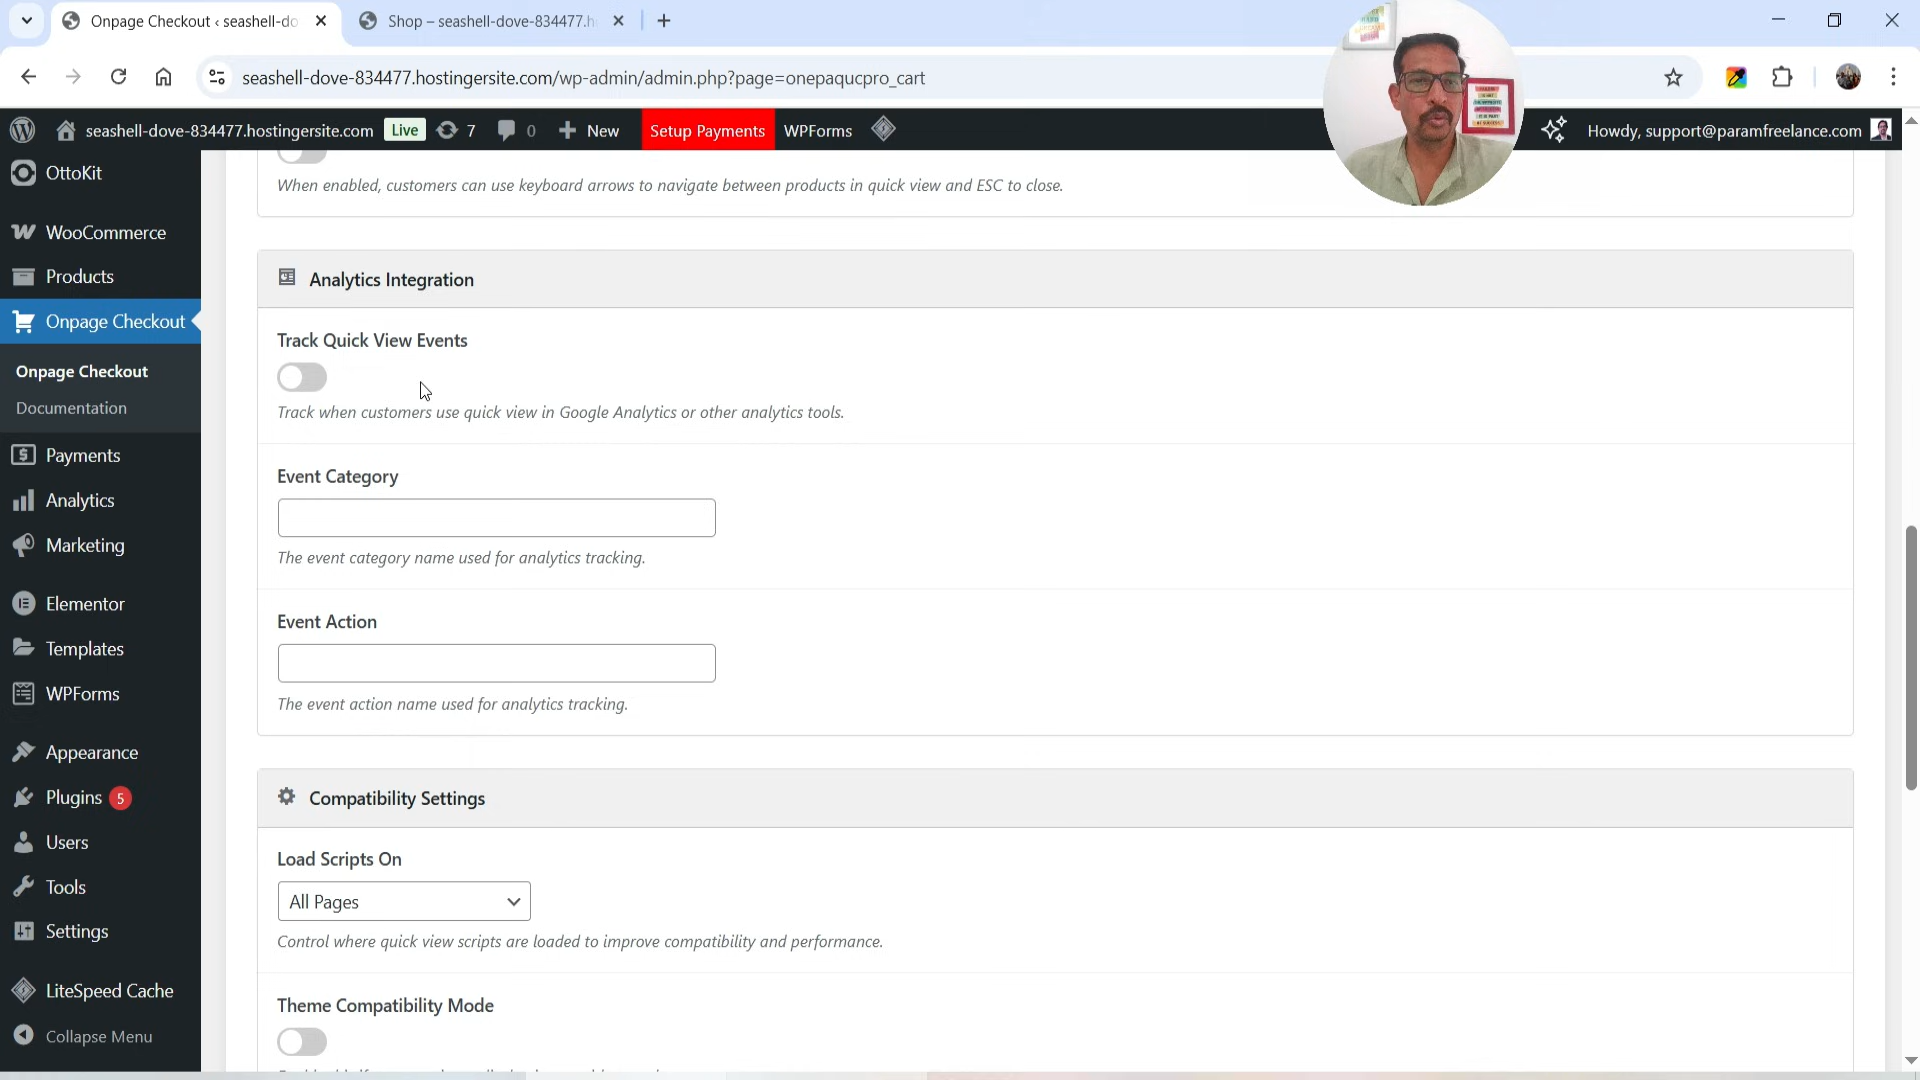 Onpage Checkout ‹ seashell-do
Shop – seashell-dove-834477.h
seashell-dove-834477.hostingersite.com/wp-admin/admin.php?page=onepaqucpro_cart
seashell-dove-834477.hostingersite.com Live 7 0 New Setup Payments WPForms Howdy, support@paramfreelance.com
OttoKit
WooCommerce
Products
Onpage Checkout
Onpage Checkout
Documentation
Payments
Analytics
Marketing
Elementor
Templates
WPForms
Appearance
Plugins 5
Users
Tools
Settings
LiteSpeed Cache
Collapse Menu
When enabled, customers can use keyboard arrows to navigate between products in quick view and ESC to close.
Analytics Integration
Track Quick View Events
Track when customers use quick view in Google Analytics or other analytics tools.
Event Category
The event category name used for analytics tracking.
Event Action
The event action name used for analytics tracking.
Compatibility Settings
Load Scripts On
All Pages
Control where quick view scripts are loaded to improve compatibility and performance.
Theme Compatibility Mode